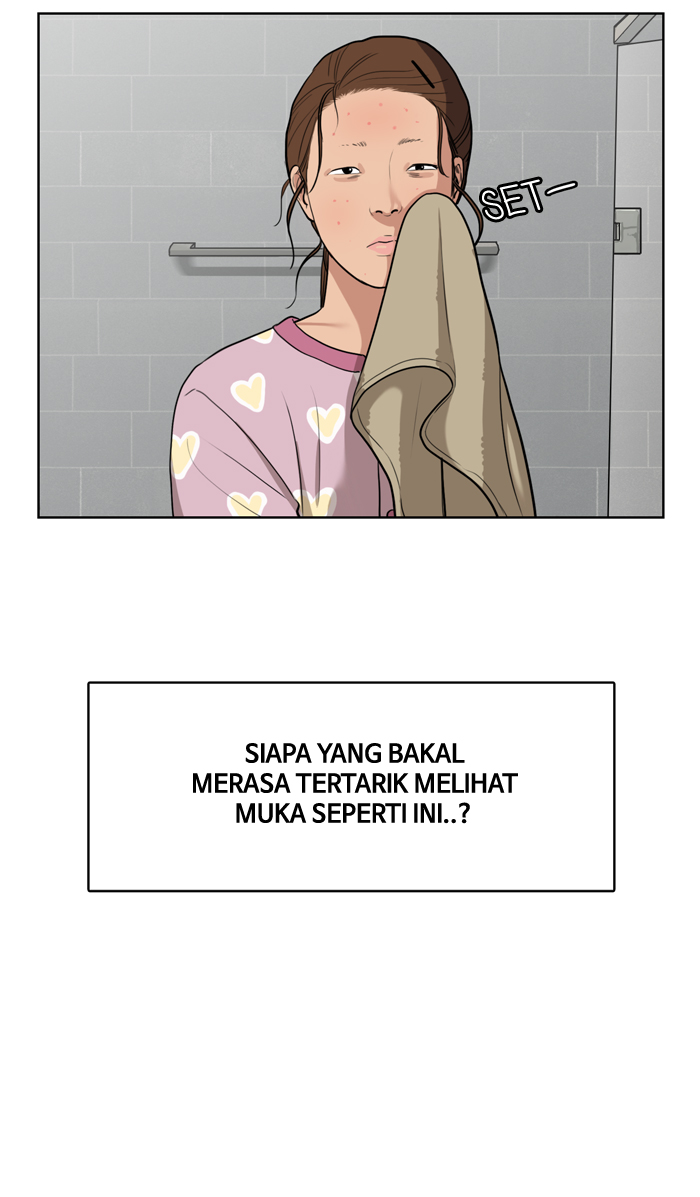 SET—
SIAPA YANG BAKAL
MERASA TERTARIK MELIHAT
MUKA SEPERTI INI..?